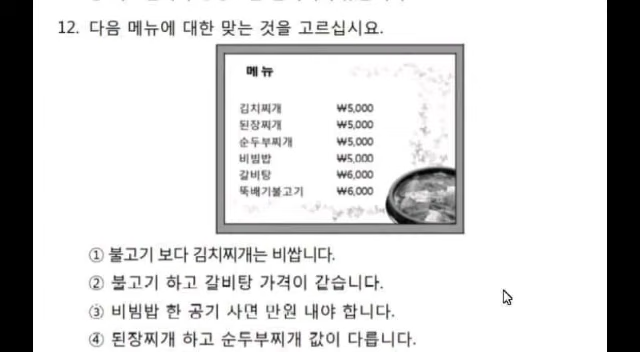 12. 다음 메뉴에 대한 맞는 것을 고르십시요.
메뉴
김치찌개 ₩5,000
된장찌개 ₩5,000
순두부찌개 ₩5,000
비빔밥 ₩5,000
갈비탕 ₩6,000
뚝배기불고기 ₩6,000
① 불고기 보다 김치찌개는 비쌉니다.
② 불고기 하고 갈비탕 가격이 같습니다.
③ 비빔밥 한 공기 사면 만원 내야 합니다.
④ 된장찌개 하고 순두부찌개 값이 다릅니다.